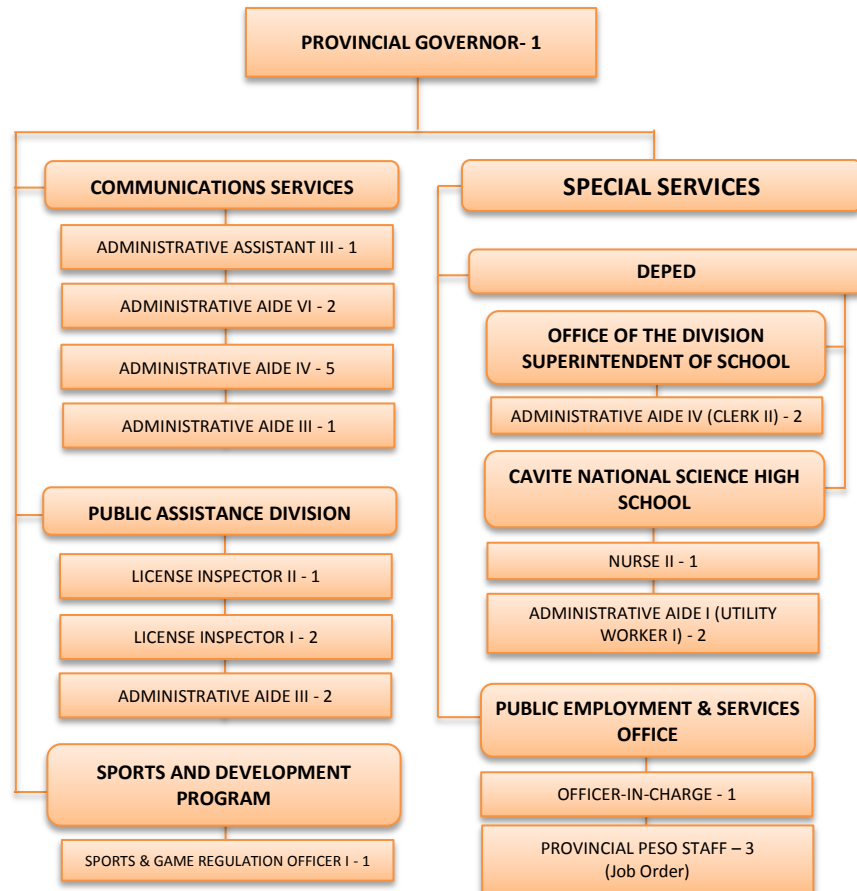 PROVINCIAL GOVERNOR- 1
COMMUNICATIONS SERVICES
ADMINISTRATIVE ASSISTANT III - 1
ADMINISTRATIVE AIDE VI - 2
ADMINISTRATIVE AIDE IV - 5
ADMINISTRATIVE AIDE III - 1
PUBLIC ASSISTANCE DIVISION
LICENSE INSPECTOR II - 1
LICENSE INSPECTOR I - 2
ADMINISTRATIVE AIDE III - 2
SPORTS AND DEVELOPMENT
PROGRAM
SPORTS & GAME REGULATION OFFICER I - 1
SPECIAL SERVICES
DEPED
OFFICE OF THE DIVISION
SUPERINTENDENT OF SCHOOL
ADMINISTRATIVE AIDE IV (CLERK II) - 2
CAVITE NATIONAL SCIENCE HIGH
SCHOOL
NURSE II - 1
ADMINISTRATIVE AIDE I (UTILITY
WORKER I) - 2
PUBLIC EMPLOYMENT & SERVICES
OFFICE
OFFICER-IN-CHARGE - 1
PROVINCIAL PESO STAFF – 3
(Job Order)